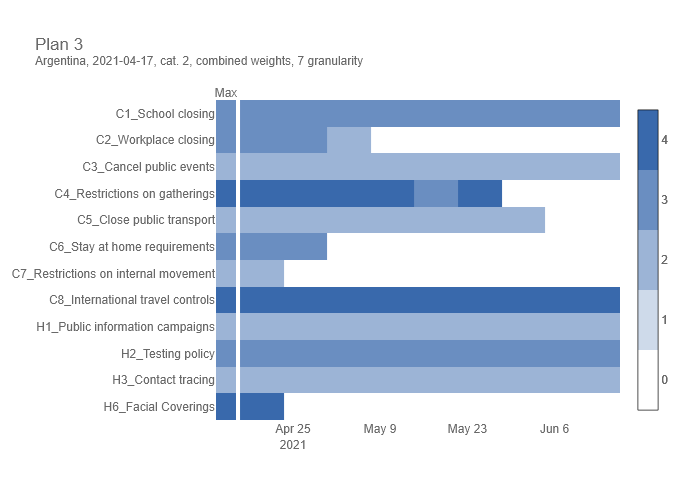 Plan 3
Argentina, 2021-04-17, cat. 2, combined weights, 7 granularity
Max
C1_School closing
C2_Workplace closing
C3_Cancel public events
C4_Restrictions on gatherings
C5_Close public transport
C6_Stay at home requirements
C7_Restrictions on internal movement
C8_International travel controls
H1_Public information campaigns
H2_Testing policy
H3_Contact tracing
H6_Facial Coverings
Apr 25 May 9 May 23 Jun 6
2021
4
3
2
1
0